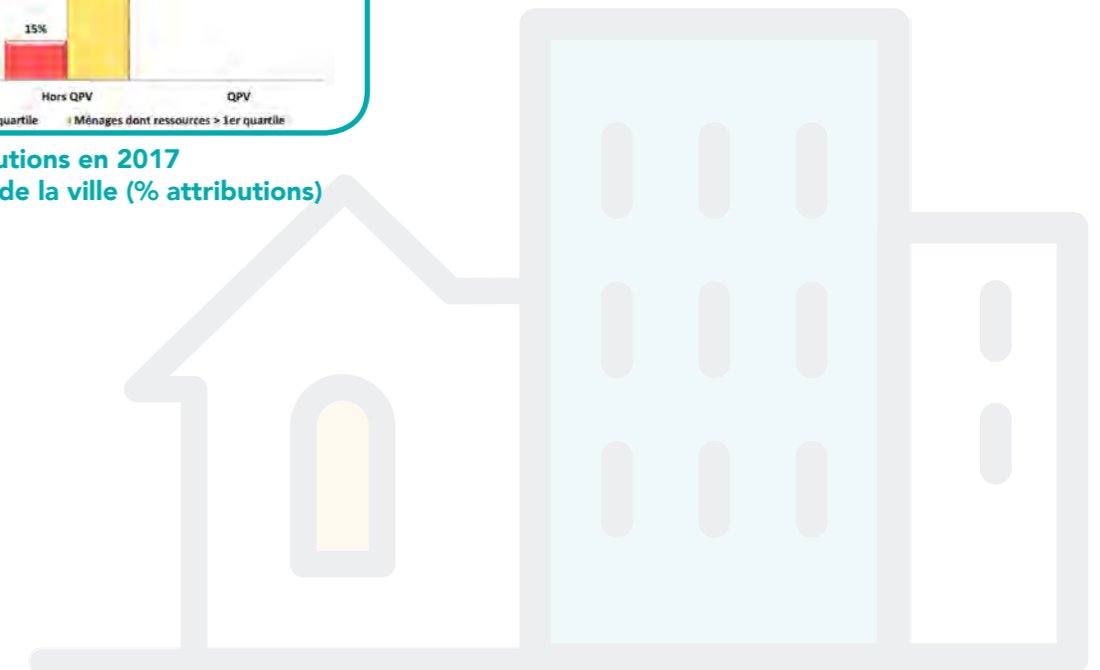 15%
Hors QPV QPV
quartile Ménages dont ressources > 1er quartile
utions en 2017
de la ville (% attributions)